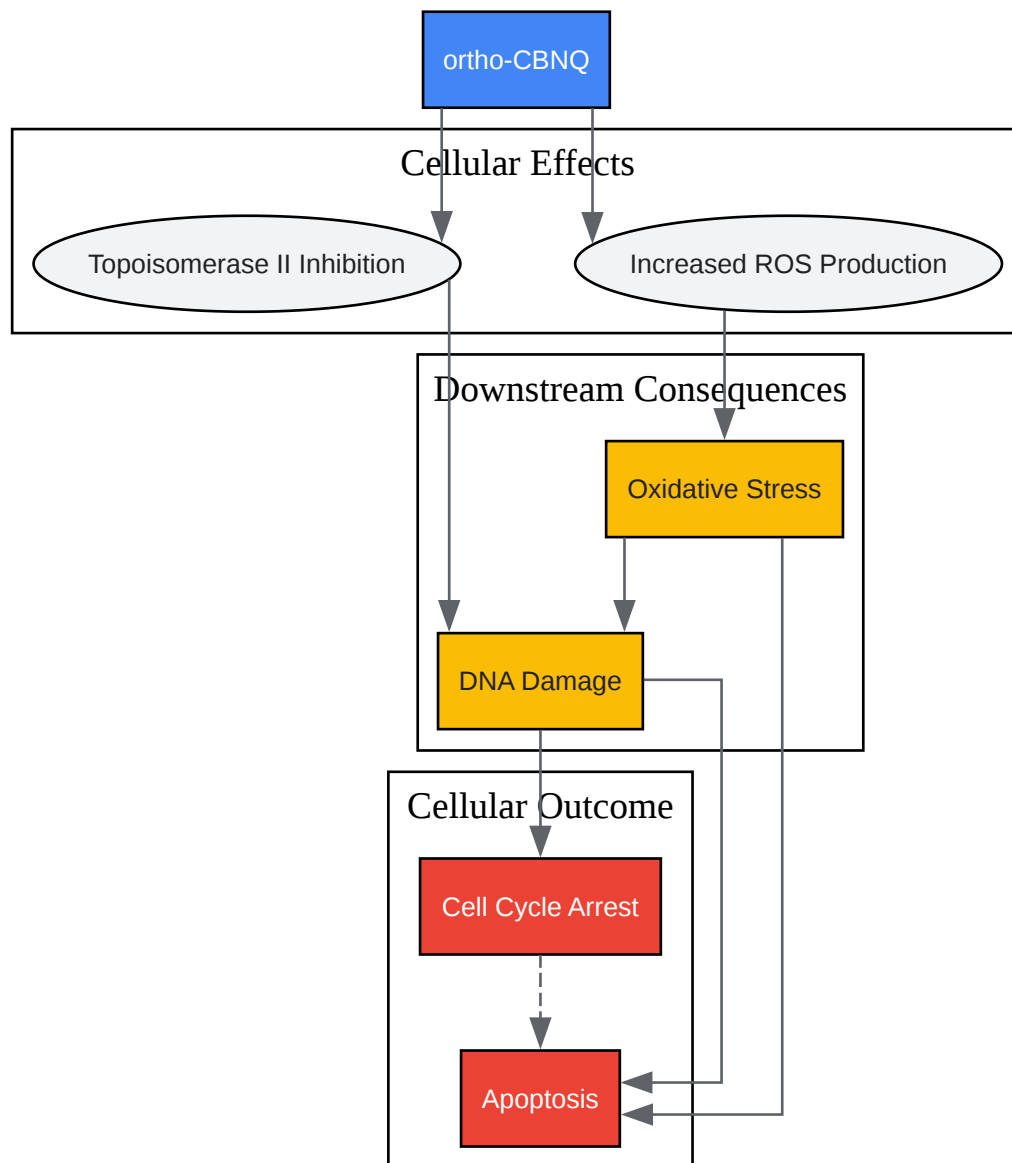 ortho-CBNQ
Cellular Effects
Topoisomerase II Inhibition
Increased ROS Production
Downstream Consequences
Oxidative Stress
DNA Damage
Cellular Outcome
Cell Cycle Arrest
Apoptosis